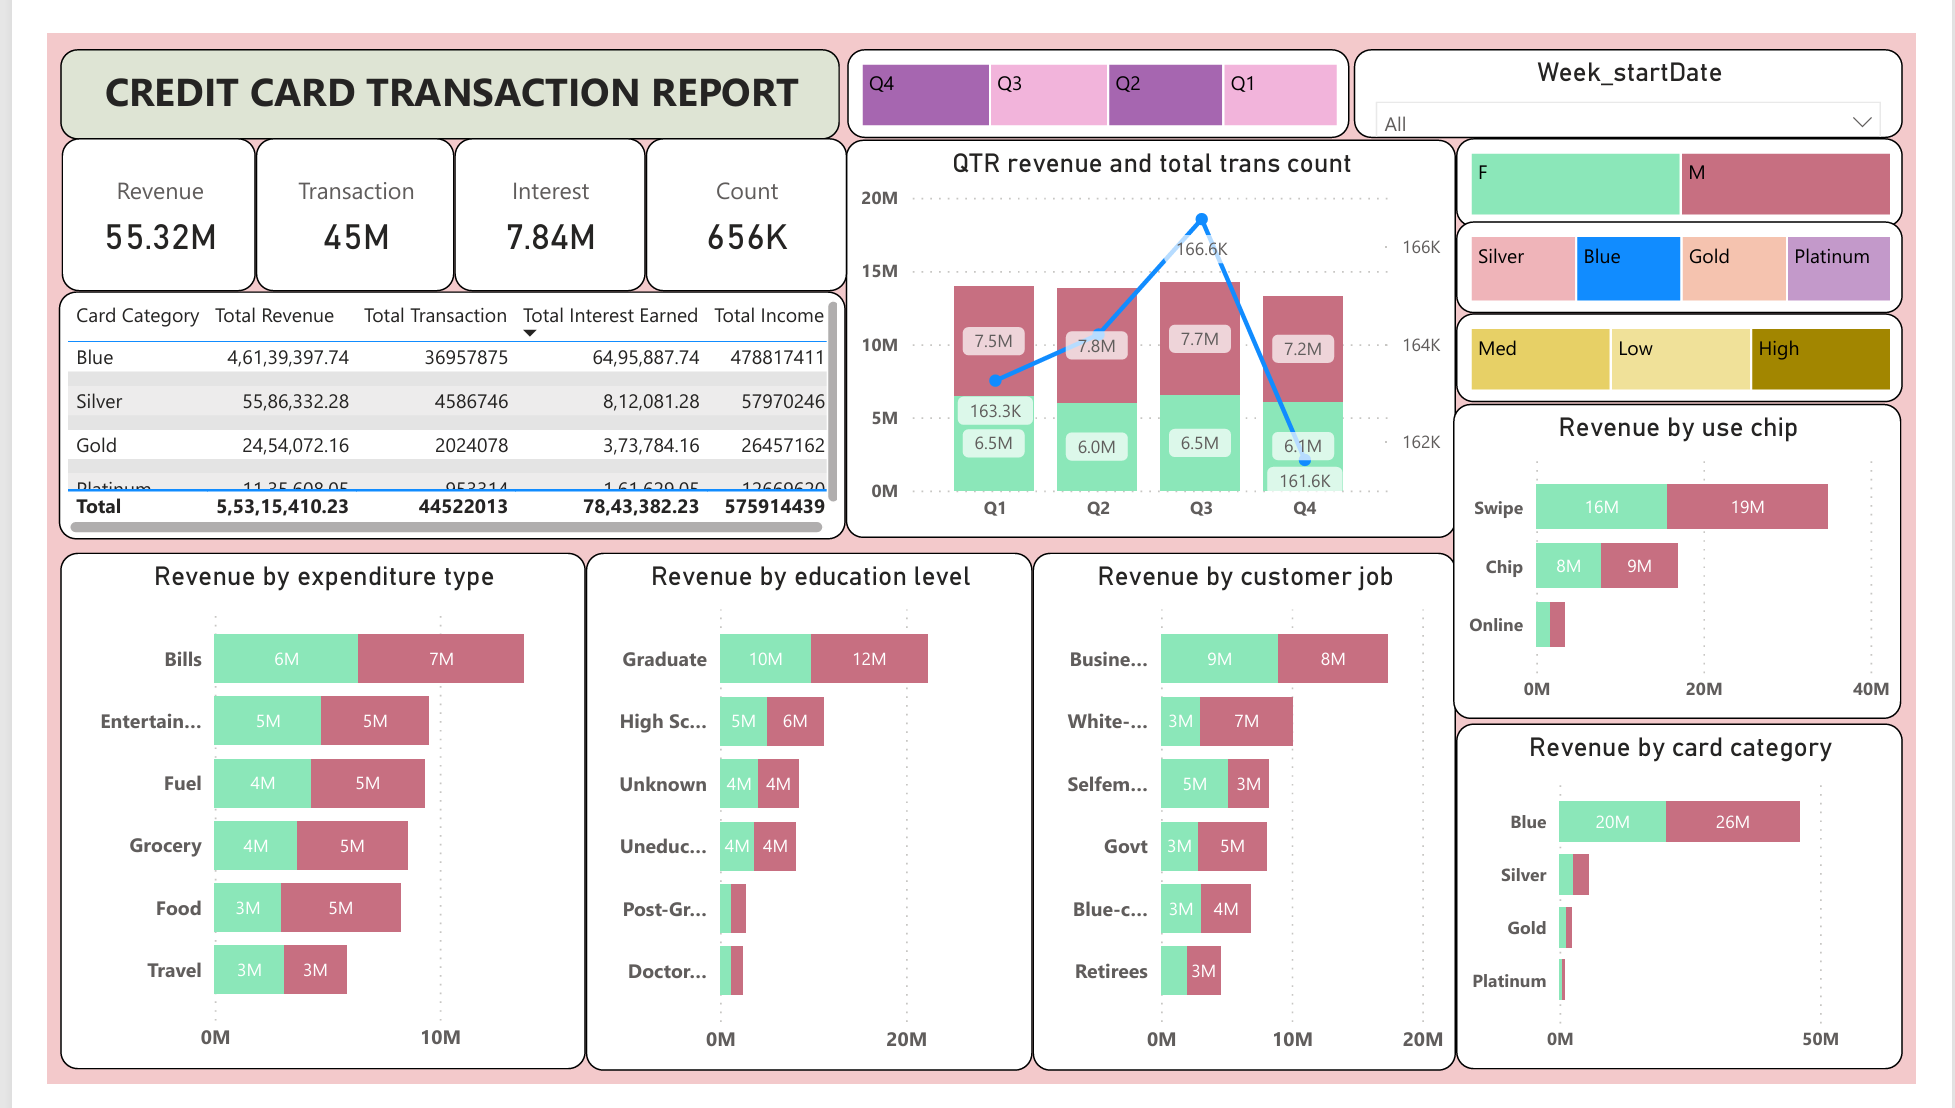 CREDIT CARD TRANSACTION REPORT
Q4 Q3 Q2 Q1
Week_startDate
All
Revenue
55.32M
Transaction
45M
Interest
7.84M
Count
656K
Card Category Total Revenue Total Transaction Total Interest Earned Total Income
Blue 4,61,39,397.74 36957875 64,95,887.74 478817411
Silver 55,86,332.28 4586746 8,12,081.28 57970246
Gold 24,54,072.16 2024078 3,73,784.16 26457162
Platinum 11,35,608.05 953314 1,61,629.05 12669620
Total 5,53,15,410.23 44522013 78,43,382.23 575914439
QTR revenue and total trans count
20M
15M
10M
5M
0M
166K
164K
162K
7.5M 7.8M 7.7M 7.2M
163.3K 166.6K 161.6K
6.5M 6.0M 6.5M 6.1M
Q1 Q2 Q3 Q4
F M
Silver Blue Gold Platinum
Med Low High
Revenue by use chip
Swipe 16M 19M
Chip 8M 9M
Online
0M 20M 40M
Revenue by expenditure type
Bills 6M 7M
Entertain... 5M 5M
Fuel 4M 5M
Grocery 4M 5M
Food 3M 5M
Travel 3M 3M
0M 10M
Revenue by education level
Graduate 10M 12M
High Sc... 5M 6M
Unknown 4M 4M
Uneduc... 4M 4M
Post-Gr...
Doctor...
0M 20M
Revenue by customer job
Busine... 9M 8M
White-... 3M 7M
Selfem... 5M 3M
Govt 3M 5M
Blue-c... 3M 4M
Retirees 3M
0M 10M 20M
Revenue by card category
Blue 20M 26M
Silver
Gold
Platinum
0M 50M